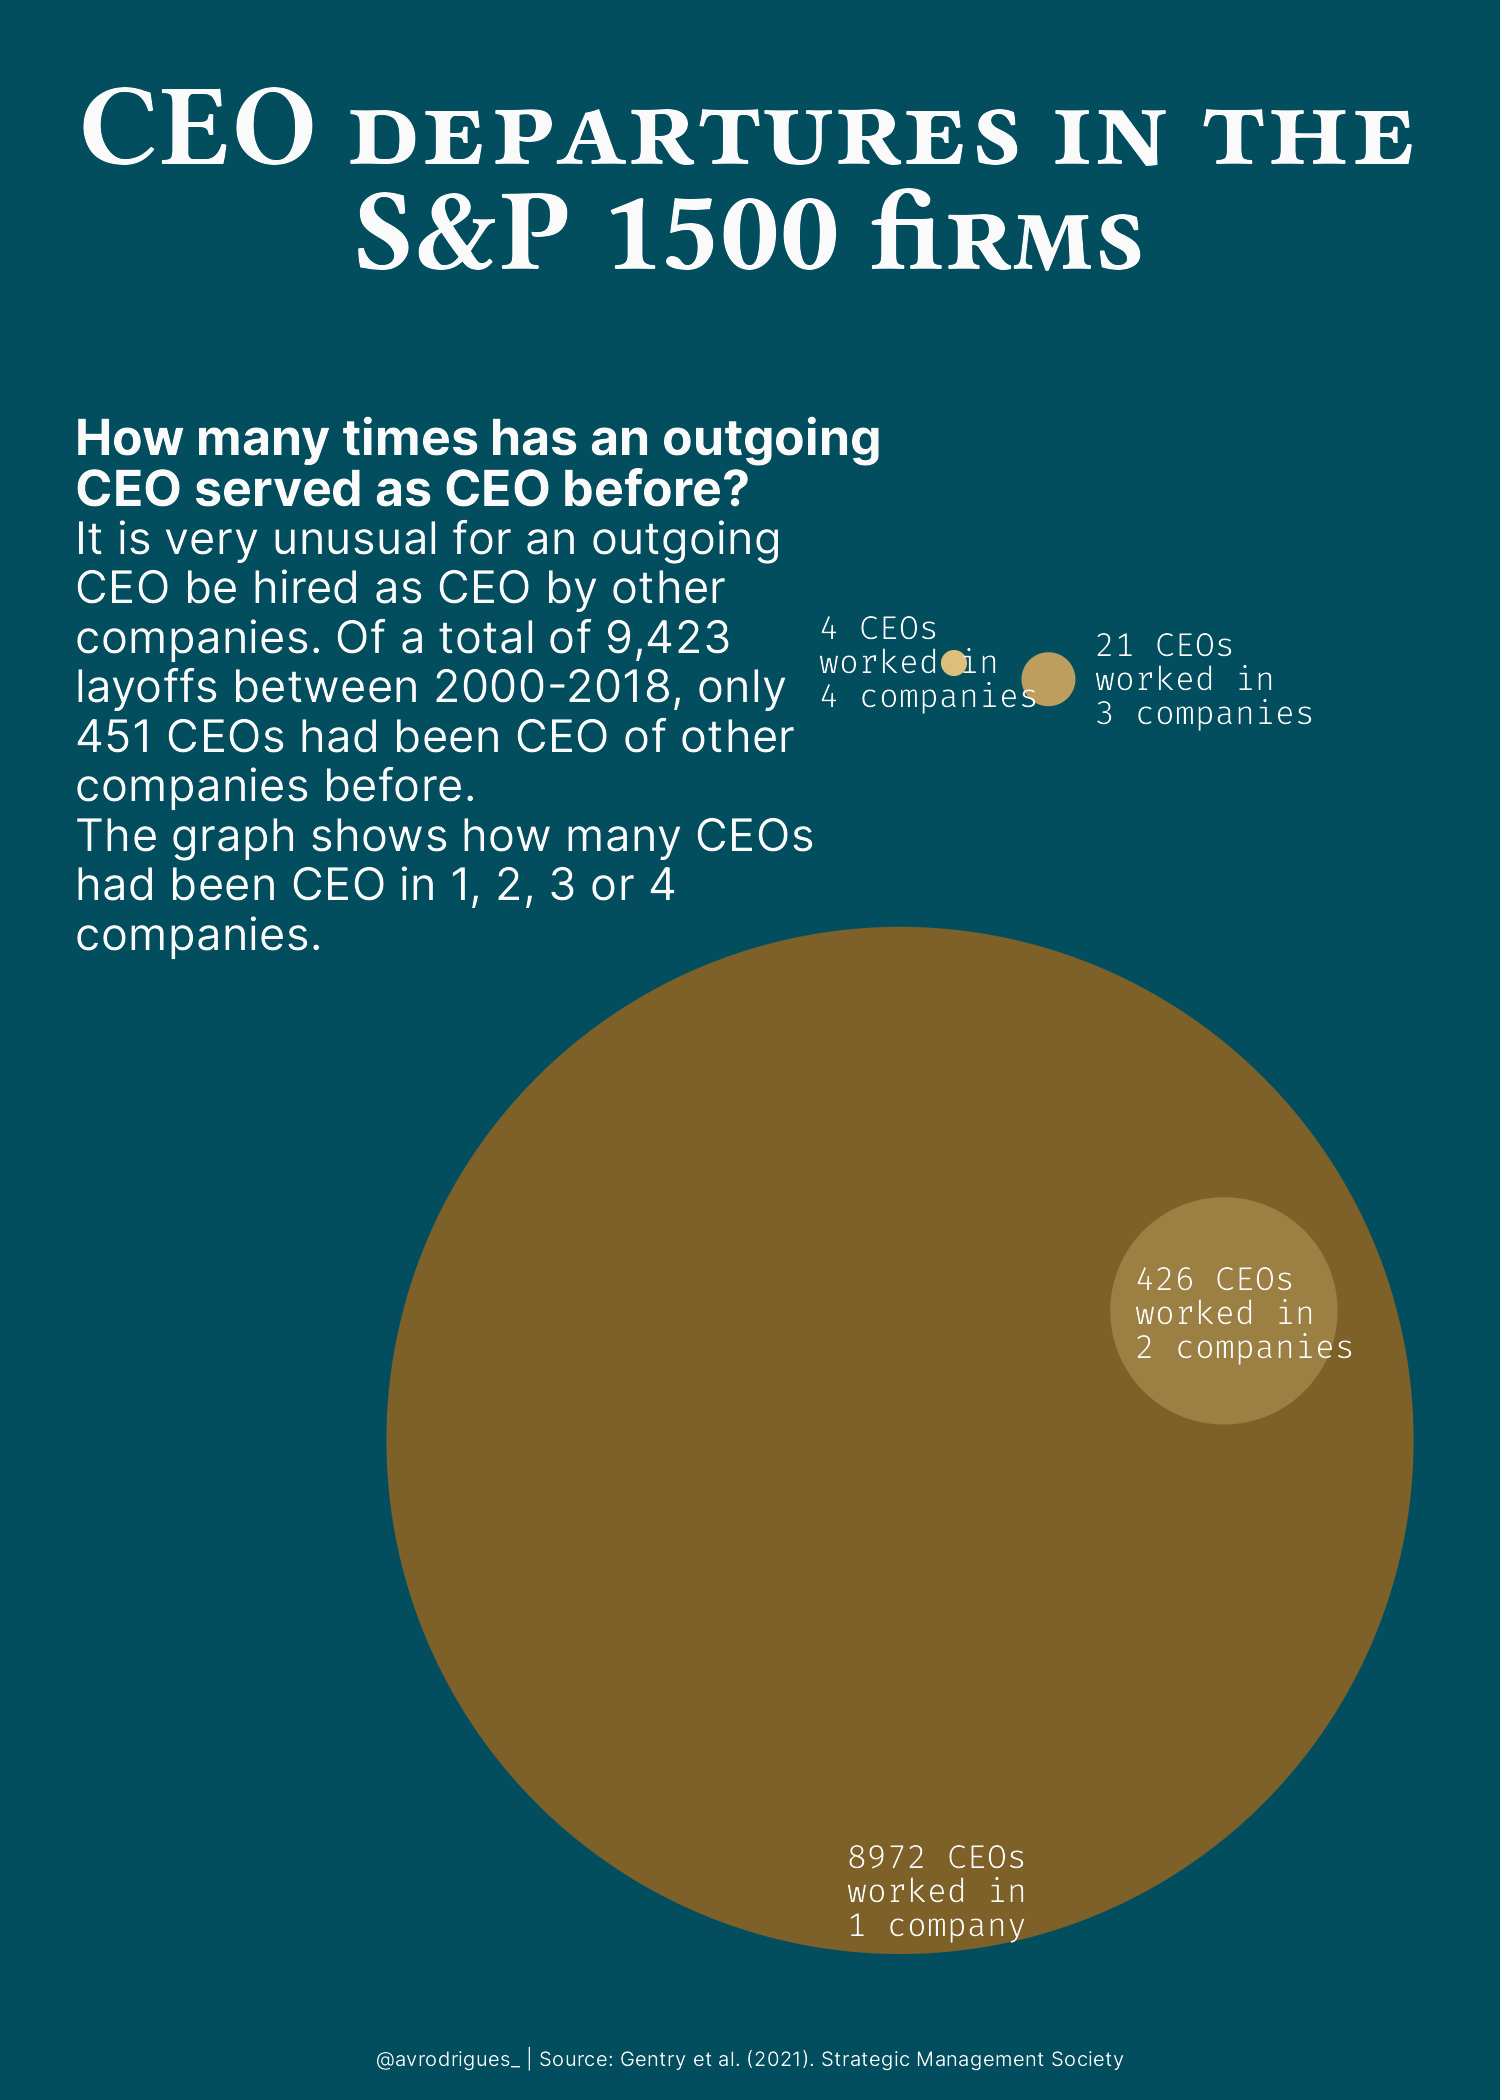 CEO DEPARTURES IN THE
S&P 1500 fiRMS
How many times has an outgoing
CEO served as CEO before?
It is very unusual for an outgoing
CEO be hired as CEO by other
companies. Of a total of 9,423
layoffs between 2000-2018, only
451 CEOs had been CEO of other
companies before.
The graph shows how many CEOs
had been CEO in 1, 2, 3 or 4
companies.
4 CEOs
worked in
4 companies
21 CEOs
worked in
3 companies
426 CEOs
worked in
2 companies
8972 CEOs
worked in
1 company
@avrodrigues_ | Source: Gentry et al. (2021). Strategic Management Society